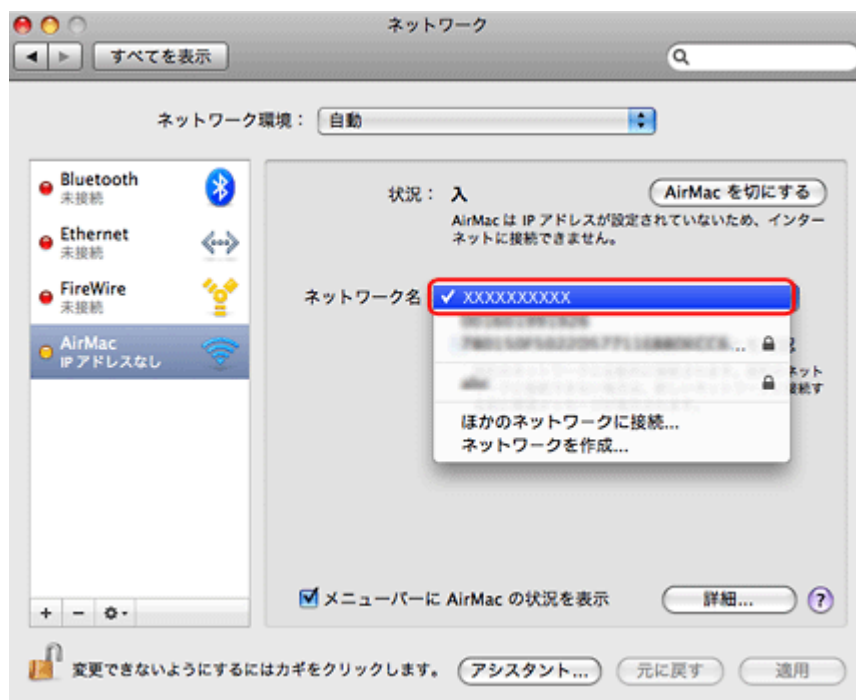 ネットワーク
すべてを表示
ネットワーク環境： 自動
Bluetooth
未接続
Ethernet
未接続
FireWire
未接続
AirMac
IP アドレスなし
状況： 入 AirMac を切にする
AirMac は IP アドレスが設定されていないため、インター
ネットに接続できません。
ネットワーク名 ✓ XXXXXXXXXX
ほかのネットワークに接続...
ネットワークを作成...
メニューバーに AirMac の状況を表示 詳細... ?
変更できないようにするにはカギをクリックします。 アシスタント... 元に戻す 適用